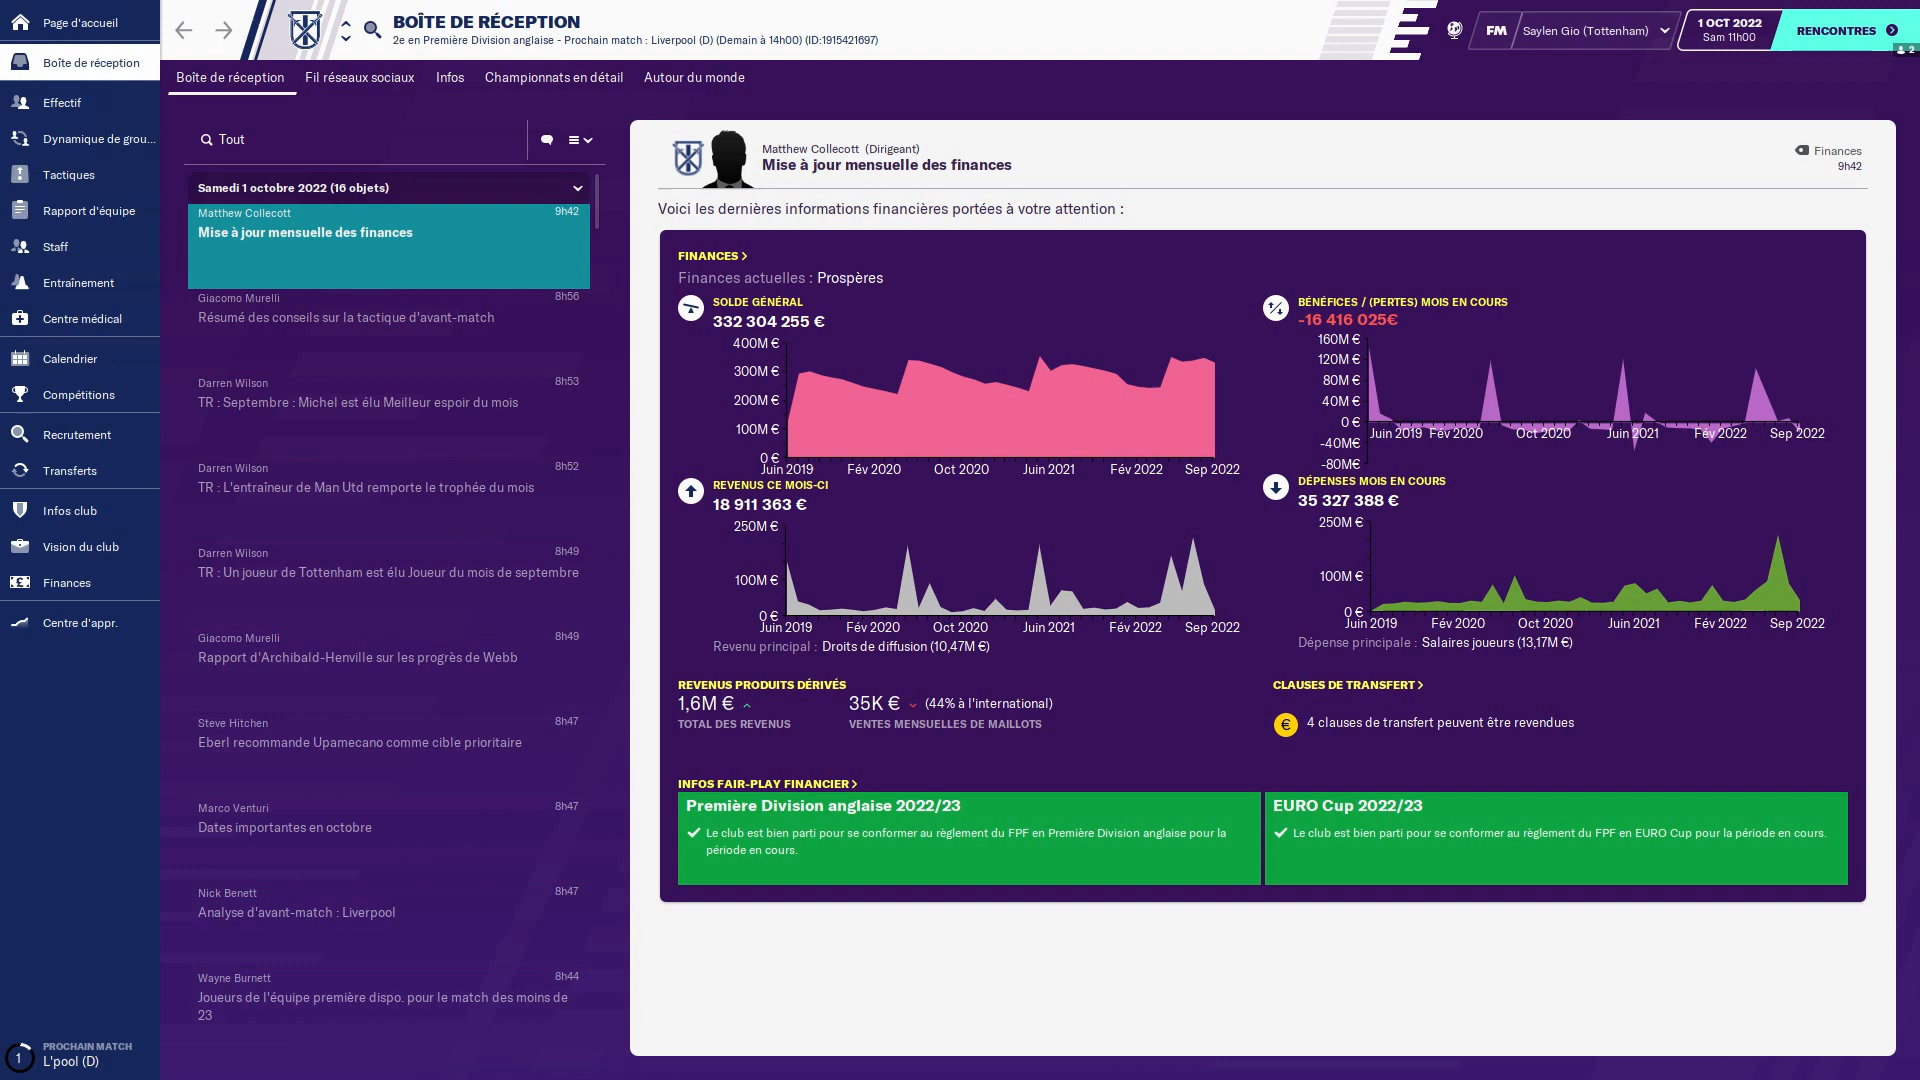 Page d'accueil
Boîte de réception
Effectif
Dynamique de grou...
Tactiques
Rapport d'équipe
Staff
Entraînement
Centre médical
Calendrier
Compétitions
Recrutement
Transferts
Infos club
Vision du club
Finances
Centre d'appr.
1
PROCHAIN MATCH
L'pool (D)
BOÎTE DE RÉCEPTION
2e en Première Division anglaise - Prochain match : Liverpool (D) (Demain à 14h00) (ID:1915421697)
FM
Saylen Gio (Tottenham)
1 OCT 2022
Sam 11h00
RENCONTRES
2
Boîte de réception
Fil réseaux sociaux
Infos
Championnats en détail
Autour du monde
Tout
Samedi 1 octobre 2022 (16 objets)
Matthew Collecott 9h42
Mise à jour mensuelle des finances
Giacomo Murelli 8h56
Résumé des conseils sur la tactique d'avant-match
Darren Wilson 8h53
TR : Septembre : Michel est élu Meilleur espoir du mois
Darren Wilson 8h52
TR : L'entraîneur de Man Utd remporte le trophée du mois
Darren Wilson 8h49
TR : Un joueur de Tottenham est élu Joueur du mois de septembre
Giacomo Murelli 8h49
Rapport d'Archibald-Henville sur les progrès de Webb
Steve Hitchen 8h47
Eberl recommande Upamecano comme cible prioritaire
Marco Venturi 8h47
Dates importantes en octobre
Nick Benett 8h47
Analyse d'avant-match : Liverpool
Wayne Burnett 8h44
Joueurs de l'équipe première dispo. pour le match des moins de
23
Matthew Collecott (Dirigeant)
Mise à jour mensuelle des finances
Finances
9h42
Voici les dernières informations financières portées à votre attention :
FINANCES
Finances actuelles : Prospères
SOLDE GÉNÉRAL
332 304 255 €
400M €
300M €
200M €
100M €
0 €
Juin 2019 Fév 2020 Oct 2020 Juin 2021 Fév 2022 Sep 2022
BÉNÉFICES / (PERTES) MOIS EN COURS
-16 416 025€
160M €
120M €
80M €
40M €
0 €
-40M€
-80M€
Juin 2019 Fév 2020 Oct 2020 Juin 2021 Fév 2022 Sep 2022
REVENUS CE MOIS-CI
18 911 363 €
250M €
100M €
0 €
Juin 2019 Fév 2020 Oct 2020 Juin 2021 Fév 2022 Sep 2022
Revenu principal : Droits de diffusion (10,47M €)
DÉPENSES MOIS EN COURS
35 327 388 €
250M €
100M €
0 €
Juin 2019 Fév 2020 Oct 2020 Juin 2021 Fév 2022 Sep 2022
Dépense principale : Salaires joueurs (13,17M €)
REVENUS PRODUITS DÉRIVÉS
1,6M € 35K € (44% à l'international)
TOTAL DES REVENUS VENTES MENSUELLES DE MAILLOTS
CLAUSES DE TRANSFERT
€ 4 clauses de transfert peuvent être revendues
INFOS FAIR-PLAY FINANCIER
Première Division anglaise 2022/23
Le club est bien parti pour se conformer au règlement du FPF en Première Division anglaise pour la
période en cours.
EURO Cup 2022/23
Le club est bien parti pour se conformer au règlement du FPF en EURO Cup pour la période en cours.